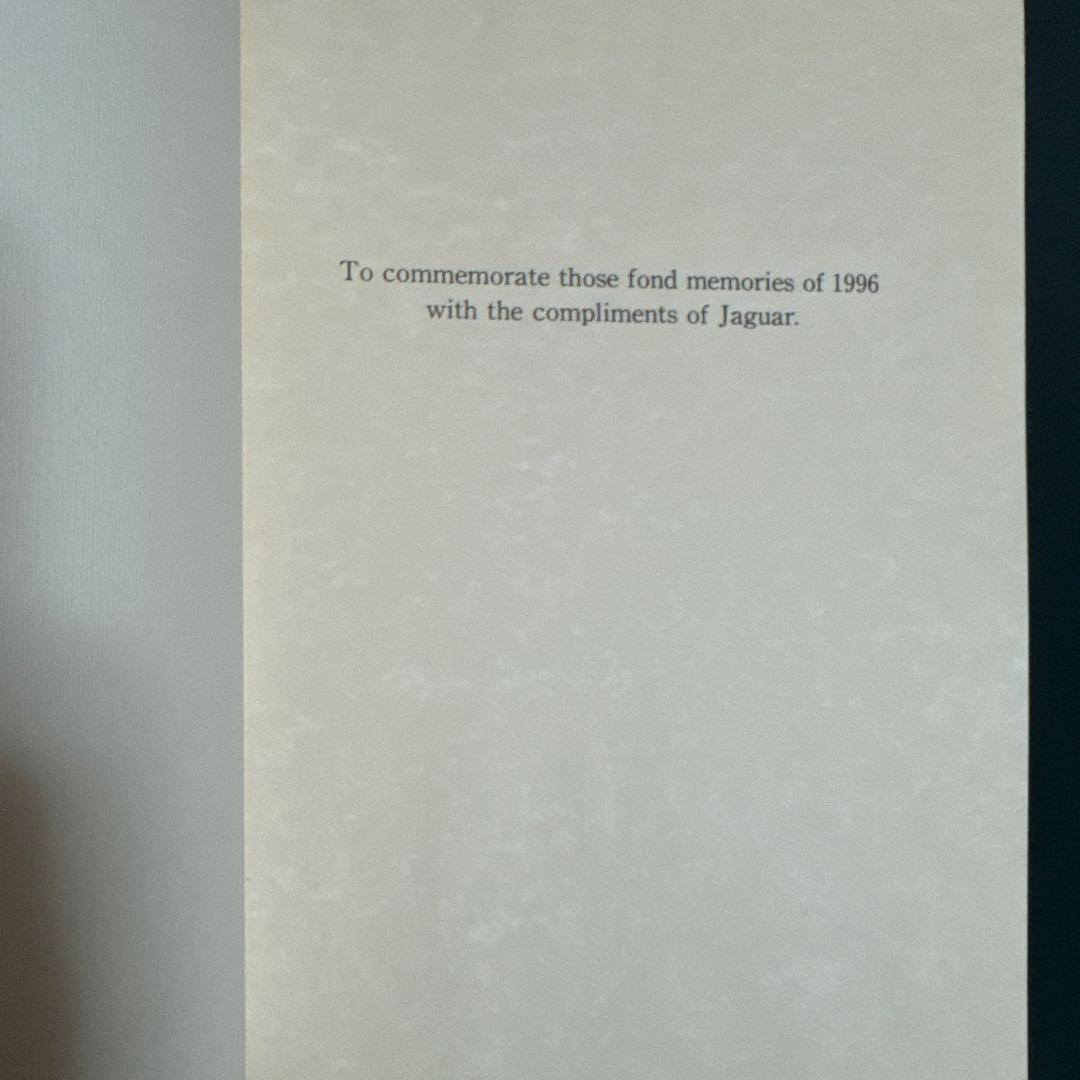 To commemorate those fond memories of 1996
with the compliments of Jaguar.